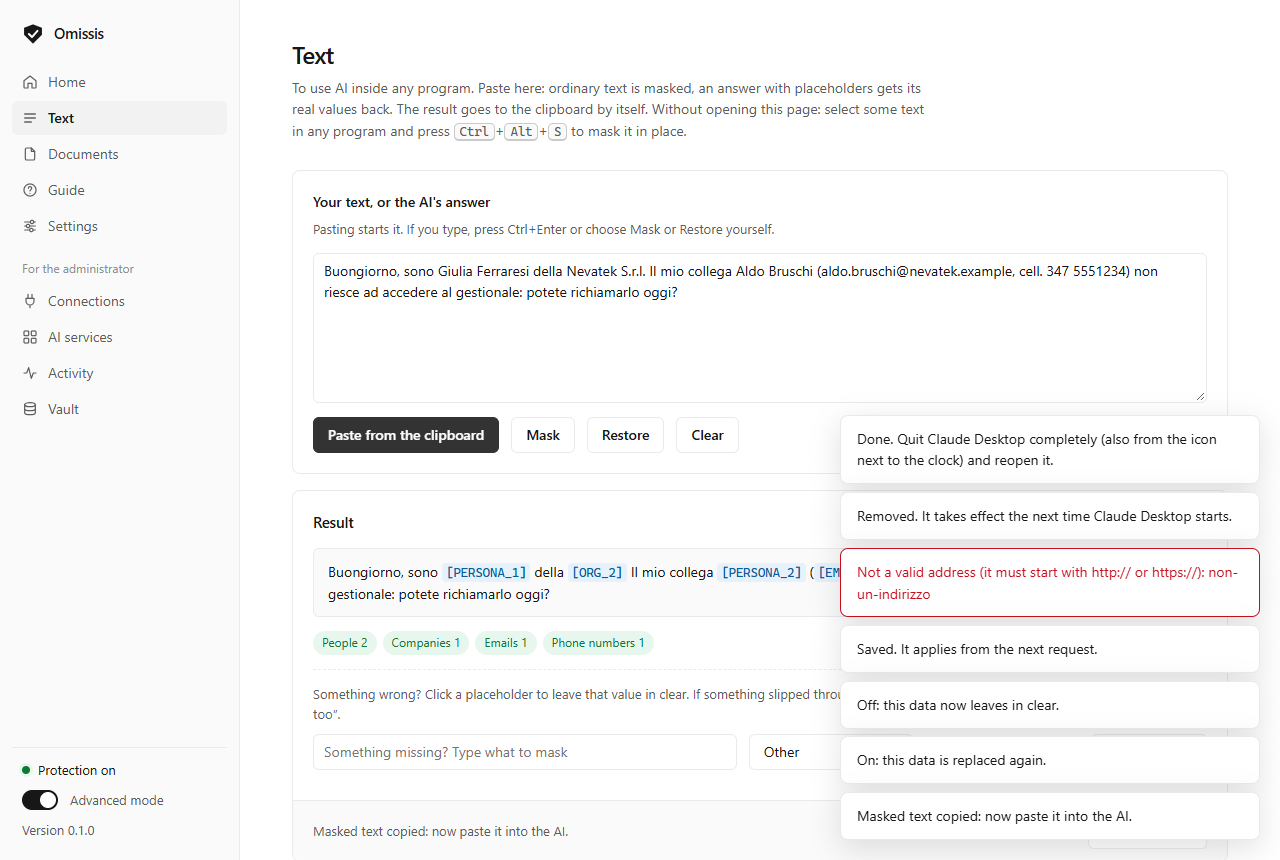 Omissis
Home
Text
Documents
Guide
Settings
For the administrator
Connections
AI services
Activity
Vault
Protection on
Advanced mode
Version 0.1.0
Text
To use AI inside any program. Paste here: ordinary text is masked, an answer with placeholders gets its
real values back. The result goes to the clipboard by itself. Without opening this page: select some text
in any program and press Ctrl+Alt+S to mask it in place.
Your text, or the AI's answer
Pasting starts it. If you type, press Ctrl+Enter or choose Mask or Restore yourself.
Buongiorno, sono Giulia Ferraresi della Nevatek S.r.l. Il mio collega Aldo Bruschi (aldo.bruschi@nevatek.example, cell. 347 5551234) non
riesce ad accedere al gestionale: potete richiamarlo oggi?
Paste from the clipboard
Mask
Restore
Clear
Result
Buongiorno, sono [PERSONA_1] della [ORG_2] Il mio collega [PERSONA_2] ( [EM
gestionale: potete richiamarlo oggi?
People 2
Companies 1
Emails 1
Phone numbers 1
Something wrong? Click a placeholder to leave that value in clear. If something slipped
too”.
Something missing? Type what to mask
Other
Masked text copied: now paste it into the AI.
Done. Quit Claude Desktop completely (also from the icon
next to the clock) and reopen it.
Removed. It takes effect the next time Claude Desktop starts.
Not a valid address (it must start with http:// or https://): non-
un-indirizzo
Saved. It applies from the next request.
Off: this data now leaves in clear.
On: this data is replaced again.
Masked text copied: now paste it into the AI.